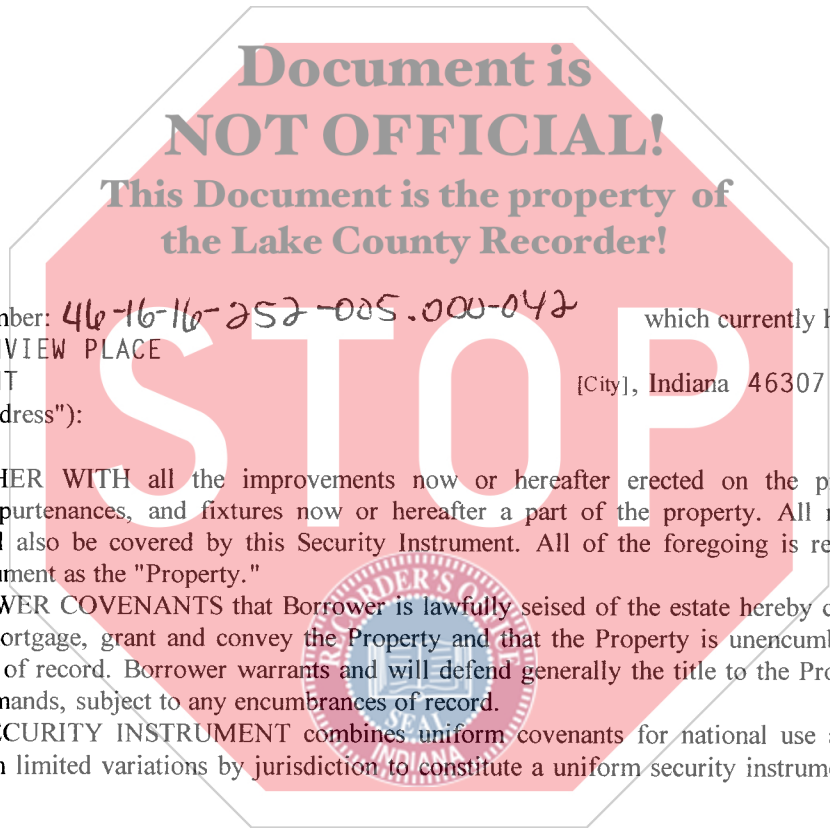 Document is
NOT OFFICIAL!
This Document is the property of
the Lake County Recorder!
STOP
nber: 46-16-16-252-005.000-042 which currently h
VIEW PLACE
T [City], Indiana 46307
dress"):
HER WITH all the improvements now or hereafter erected on the p
purtenances, and fixtures now or hereafter a part of the property. All r
l also be covered by this Security Instrument. All of the foregoing is re
ument as the "Property."
WER COVENANTS that Borrower is lawfully seised of the estate hereby c
ortgage, grant and convey the Property and that the Property is unencumb
of record. Borrower warrants and will defend generally the title to the Pro
mands, subject to any encumbrances of record.
ECURITY INSTRUMENT combines uniform covenants for national use a
n limited variations by jurisdiction to constitute a uniform security instrume
RECORDER'S OFFICE
SEAL
INDIANA